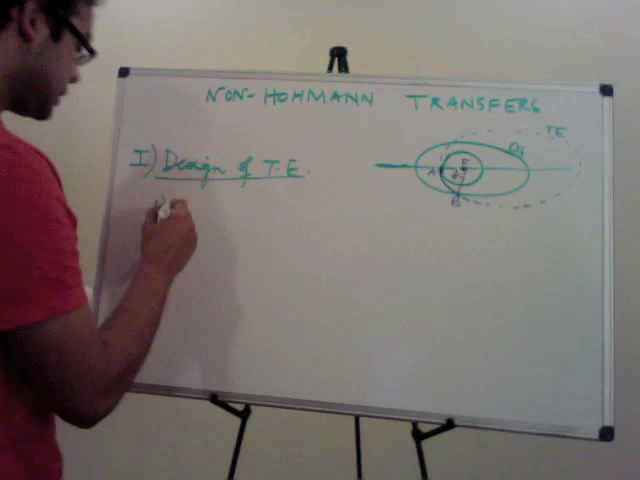 NON-HOHMANN TRANSFERS
I) Design of T.E.
TE
E
A
B